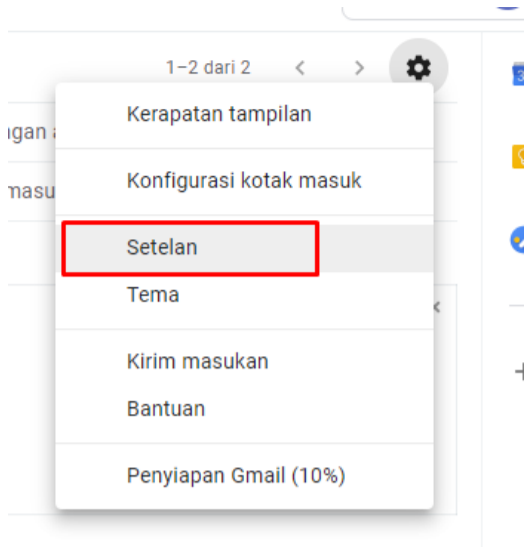 1–2 dari 2
Kerapatan tampilan
Konfigurasi kotak masuk
Setelan
Tema
Kirim masukan
Bantuan
Penyiapan Gmail (10%)